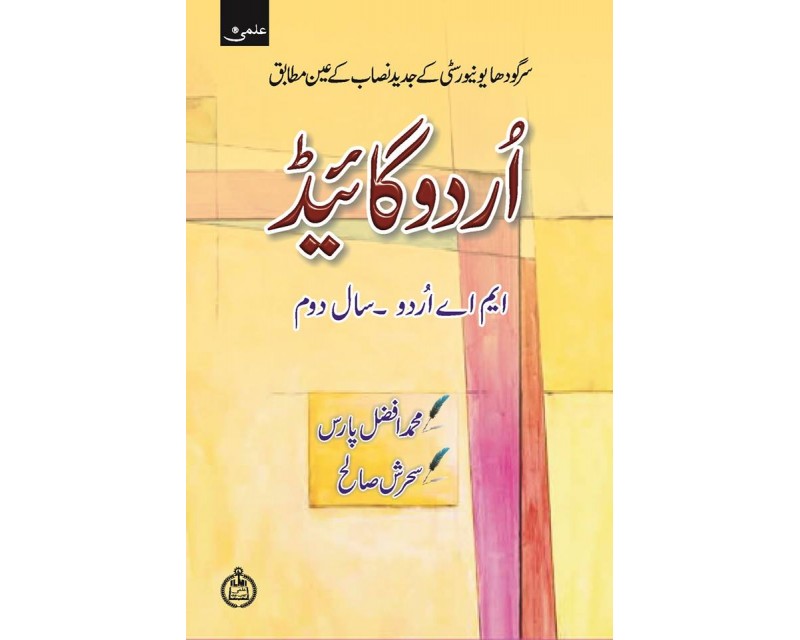 علمی®
سرگودھا یونیورسٹی کے جدید نصاب کے عین مطابق
اُردو گائیڈ
ایم اے اُردو ۔ سال دوم
محمد افضل پارس
سحرش صالح
ILMI